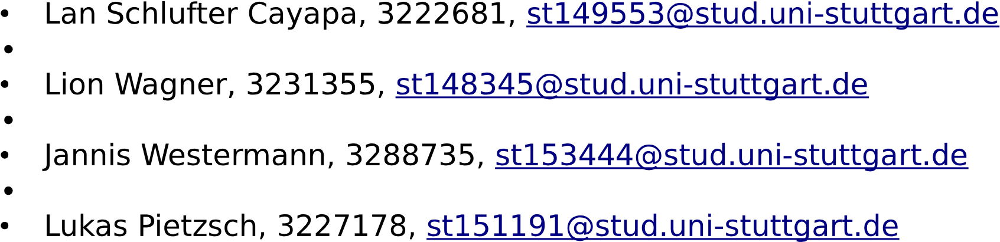 • Lan Schlufter Cayapa, 3222681, st149553@stud.uni-stuttgart.de
•
• Lion Wagner, 3231355, st148345@stud.uni-stuttgart.de
•
• Jannis Westermann, 3288735, st153444@stud.uni-stuttgart.de
•
• Lukas Pietzsch, 3227178, st151191@stud.uni-stuttgart.de